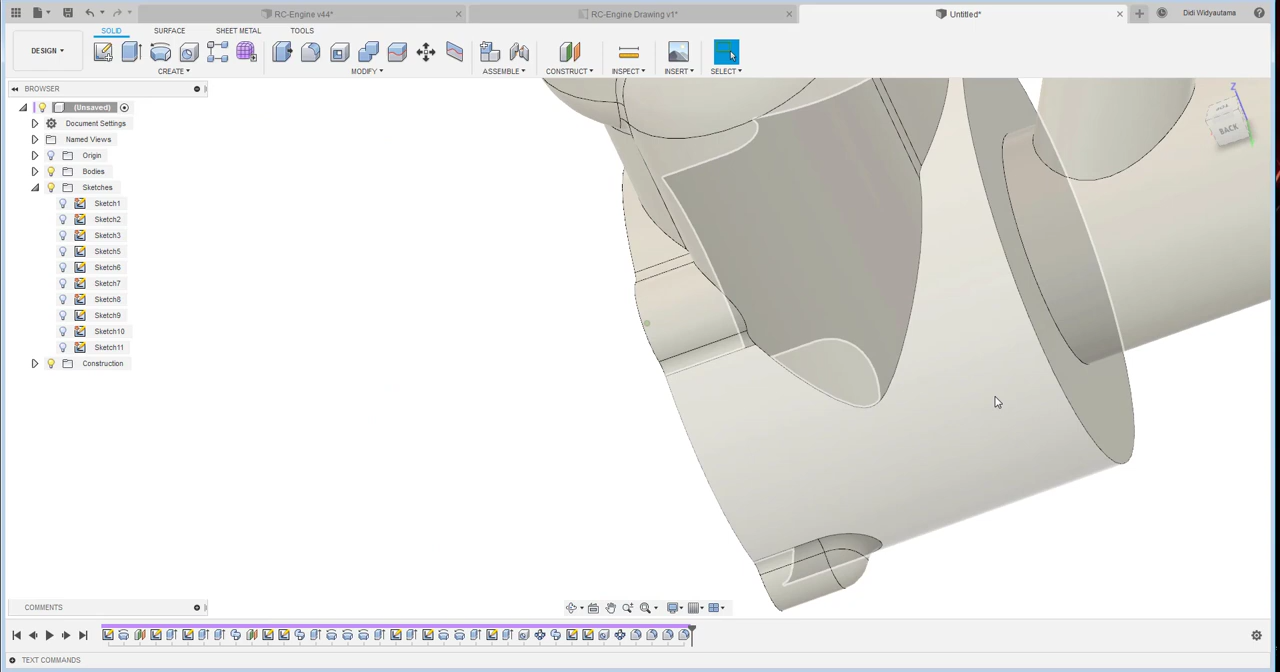 RC-Engine v44*
RC-Engine Drawing v1*
Untitled*
Didi Widyautama
DESIGN
SOLID
SURFACE
SHEET METAL
TOOLS
CREATE
MODIFY
ASSEMBLE
CONSTRUCT
INSPECT
INSERT
SELECT
BROWSER
(Unsaved)
Document Settings
Named Views
Origin
Bodies
Sketches
Sketch1
Sketch2
Sketch3
Sketch5
Sketch6
Sketch7
Sketch8
Sketch9
Sketch10
Sketch11
Construction
Z
BACK
COMMENTS
TEXT COMMANDS